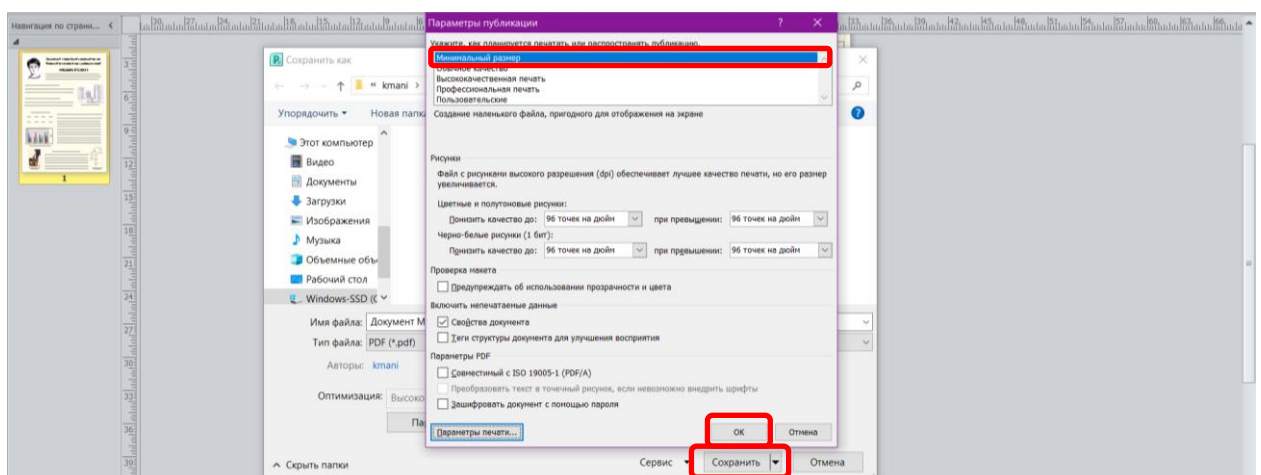 Навигация по страни...
Параметры публикации
Укажите, как планируется печатать или распространять публикацию.
Минимальный размер
Обычное качество
Высококачественная печать
Профессиональная печать
Пользовательские
Создание маленького файла, пригодного для отображения на экране
Рисунки
Файл с рисунками высокого разрешения (dpi) обеспечивает лучшее качество печати, но его размер
увеличивается.
Цветные и полутоновые рисунки:
Понизить качество до: 96 точек на дюйм при превышении: 96 точек на дюйм
Черно-белые рисунки (1 бит):
Понизить качество до: 96 точек на дюйм при превышении: 96 точек на дюйм
Проверка макета
Предупреждать об использовании прозрачности и цвета
Включить непечатаемые данные
Свойства документа
Теги структуры документа для улучшения восприятия
Параметры PDF
Совместимый с ISO 19005-1 (PDF/A)
Преобразовать текст в точечный рисунок, если невозможно внедрить шрифты
Зашифровать документ с помощью пароля
Параметры печати...
ОК
Отмена
Сохранить как
« kmani >
Упорядочить
Новая папк
Этот компьютер
Видео
Документы
Загрузки
Изображения
Музыка
Объемные объ
Рабочий стол
Windows-SSD (C
Имя файла: Документ M
Тип файла: PDF (*.pdf)
Авторы: kmani
Оптимизация: Высоко
Па
Скрыть папки
Сервис
Сохранить
Отмена
1